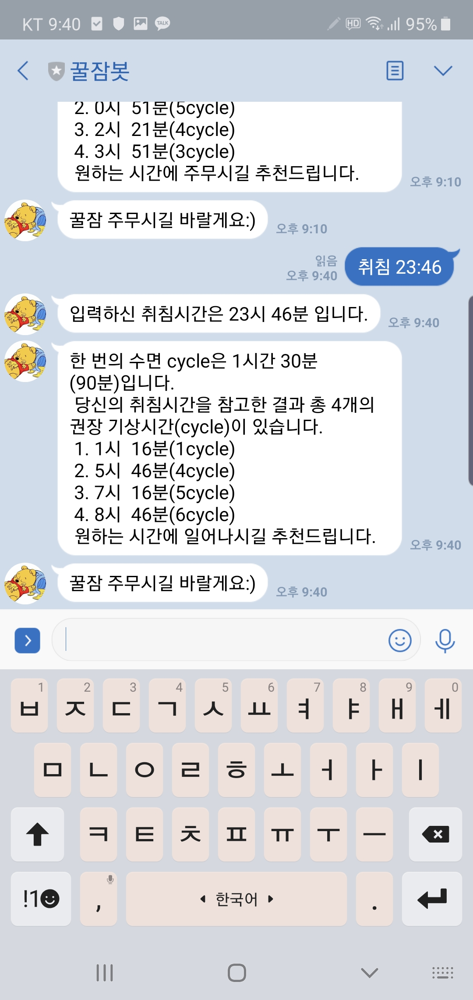 KT 9:40 TALK HD 95%
꿀잠봇
2. 0시 51분(5cycle)
3. 2시 21분(4cycle)
4. 3시 51분(3cycle)
원하는 시간에 주무시길 추천드립니다.
오후 9:10
꿀잠 주무시길 바랄게요:)
오후 9:10
읽음
오후 9:40
취침 23:46
입력하신 취침시간은 23시 46분 입니다.
오후 9:40
한 번의 수면 cycle은 1시간 30분
(90분)입니다.
당신의 취침시간을 참고한 결과 총 4개의
권장 기상시간(cycle)이 있습니다.
1. 1시 16분(1cycle)
2. 5시 46분(4cycle)
3. 7시 16분(5cycle)
4. 8시 46분(6cycle)
원하는 시간에 일어나시길 추천드립니다.
오후 9:40
꿀잠 주무시길 바랄게요:)
오후 9:40
1 2 3 4 5 6 7 8 9 0
ㅂ ㅈ ㄷ ㄱ ㅅ ㅛ ㅕ ㅑ ㅐ ㅔ
ㅁ ㄴ ㅇ ㄹ ㅎ ㅗ ㅓ ㅏ ㅣ
ㅋ ㅌ ㅊ ㅍ ㅠ ㅜ ㅡ
!1 , 한국어 .